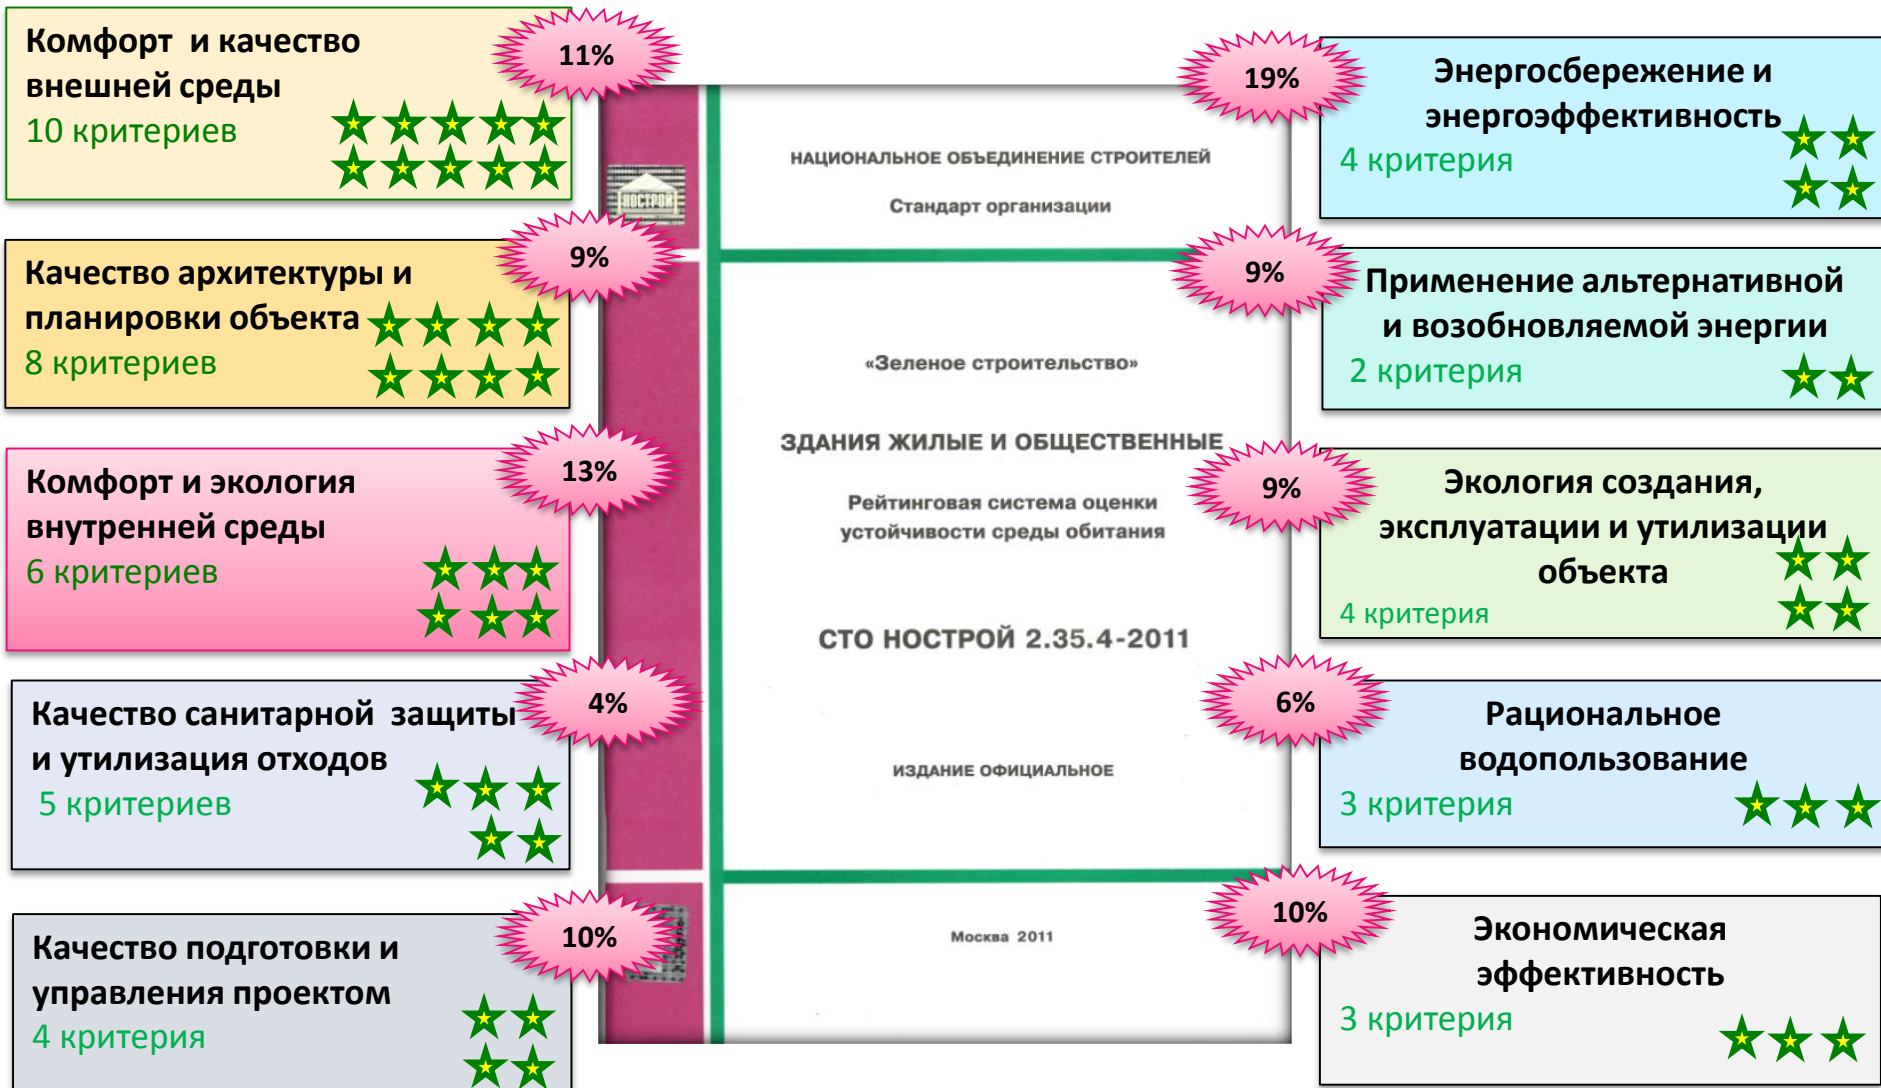 Комфорт и качество
внешней среды
10 критериев
11%
Качество архитектуры и
планировки объекта
8 критериев
9%
Комфорт и экология
внутренней среды
6 критериев
13%
Качество санитарной защиты
и утилизация отходов
5 критериев
4%
Качество подготовки и
управления проектом
4 критерия
10%
НОСТРОЙ
НАЦИОНАЛЬНОЕ ОБЪЕДИНЕНИЕ СТРОИТЕЛЕЙ
Стандарт организации
«Зеленое строительство»
ЗДАНИЯ ЖИЛЫЕ И ОБЩЕСТВЕННЫЕ
Рейтинговая система оценки
устойчивости среды обитания
СТО НОСТРОЙ 2.35.4-2011
ИЗДАНИЕ ОФИЦИАЛЬНОЕ
Москва 2011
19%
Энергосбережение и
энергоэффективность
4 критерия
9%
Применение альтернативной
и возобновляемой энергии
2 критерия
9%
Экология создания,
эксплуатации и утилизации
объекта
4 критерия
6%
Рациональное
водопользование
3 критерия
10%
Экономическая
эффективность
3 критерия